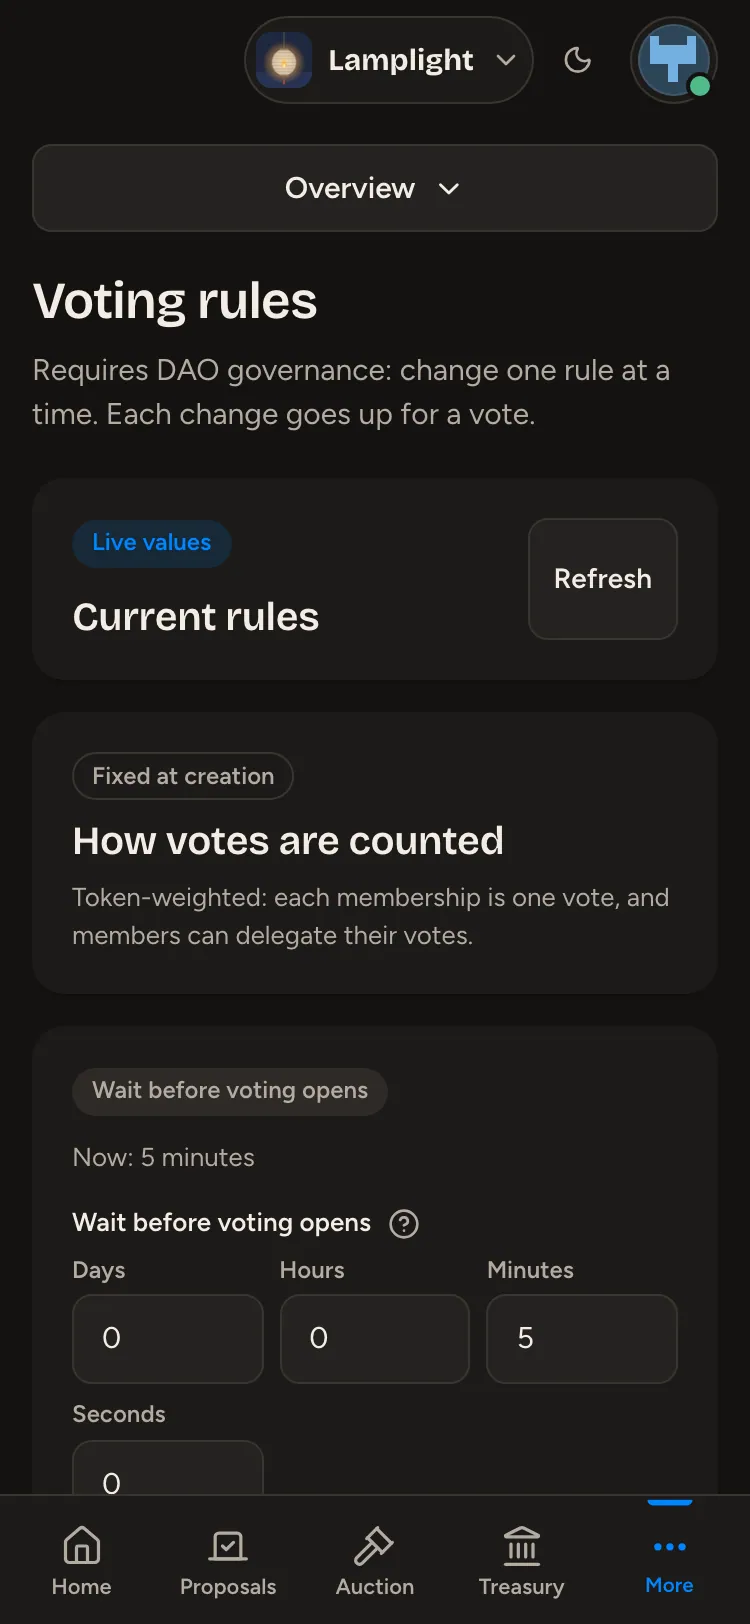 Lamplight
Overview
Voting rules
Requires DAO governance: change one rule at a
time. Each change goes up for a vote.
Live values
Current rules
Refresh
Fixed at creation
How votes are counted
Token-weighted: each membership is one vote, and
members can delegate their votes.
Wait before voting opens
Now: 5 minutes
Wait before voting opens ?
Days Hours Minutes
0 0 5
Seconds
0
Home Proposals Auction Treasury More